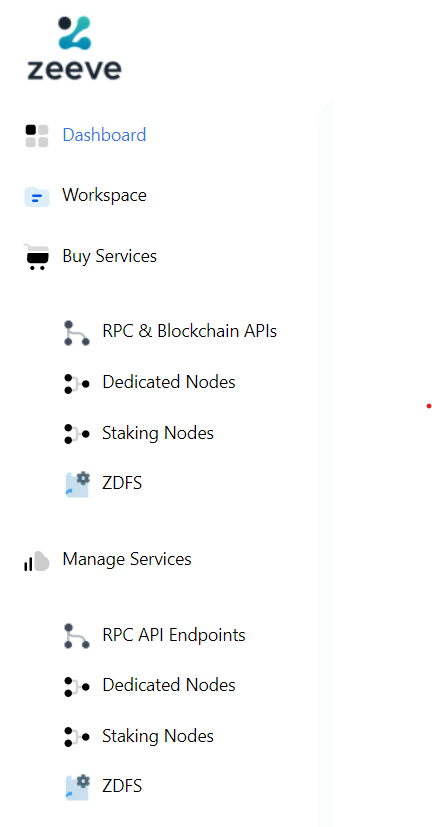 zeeve
Dashboard
Workspace
Buy Services
RPC & Blockchain APIs
Dedicated Nodes
Staking Nodes
ZDFS
Manage Services
RPC API Endpoints
Dedicated Nodes
Staking Nodes
ZDFS